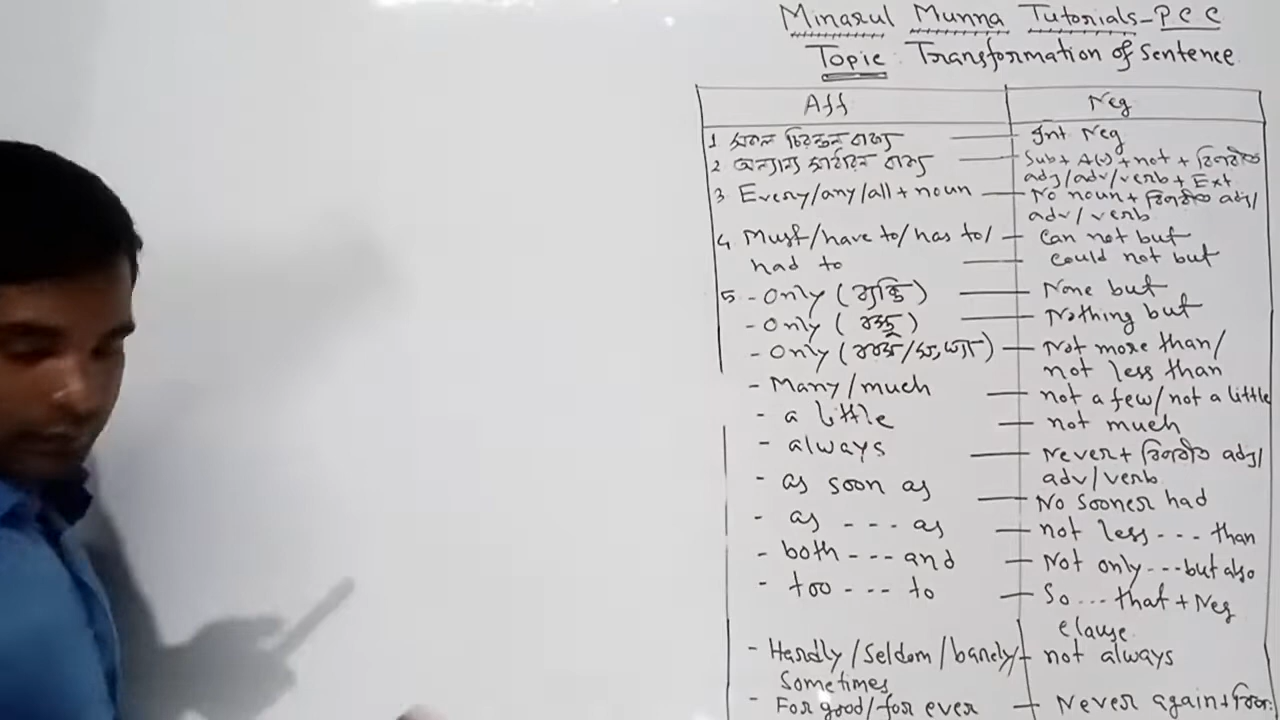 Minarul Munna Tutorials-PCC
Topic: Transformation of Sentence
Aff
Neg
1 সকল চিরন্তন বাক্য — Int Neg
2 অন্যান্য সাধারন বাক্য — Sub + A(v) + not + বিপরীত
adj/adv/verb + Ext.
3 Every/any/all + noun — No noun + বিপরীত adj/
adv/verb
4 Must/have to/has to/ — Can not but
had to — could not but
5 - Only (ব্যক্তি) — None but
- Only (বস্তু) — Nothing but
- Only (বয়স/সংখ্যা) — Not more than/
not less than
- Many/much — not a few/not a little
- a little — not much
- always — Never + বিপরীত adj/
adv/verb
- as soon as — No sooner had
- as --- as — not less --- than
- both --- and — Not only --- but also
- too --- to — So ... that + Neg
clause.
- Hardly/Seldom/barely/ — not always
Sometimes
- For good/for ever — Never again +